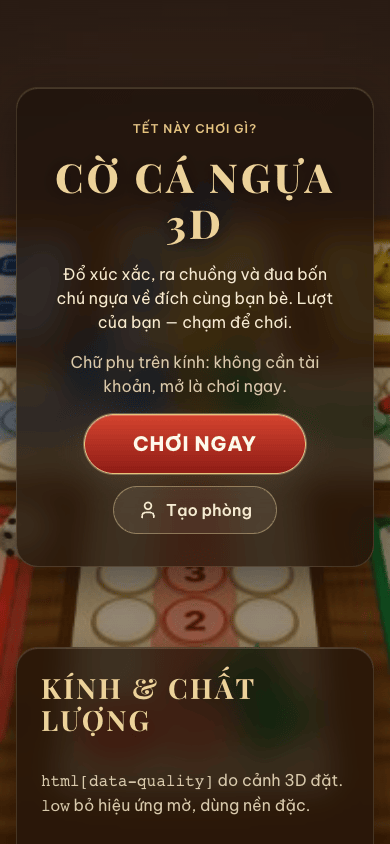 TẾT NÀY CHƠI GÌ?
CỜ CÁ NGỰA
3D
Đổ xúc xắc, ra chuồng và đua bốn
chú ngựa về đích cùng bạn bè. Lượt
của bạn — chạm để chơi.
Chữ phụ trên kính: không cần tài
khoản, mở là chơi ngay.
CHƠI NGAY
Tạo phòng
3
2
KÍNH & CHẤT
LƯỢNG
html[data-quality] do cảnh 3D đặt.
low bỏ hiệu ứng mờ, dùng nền đặc.